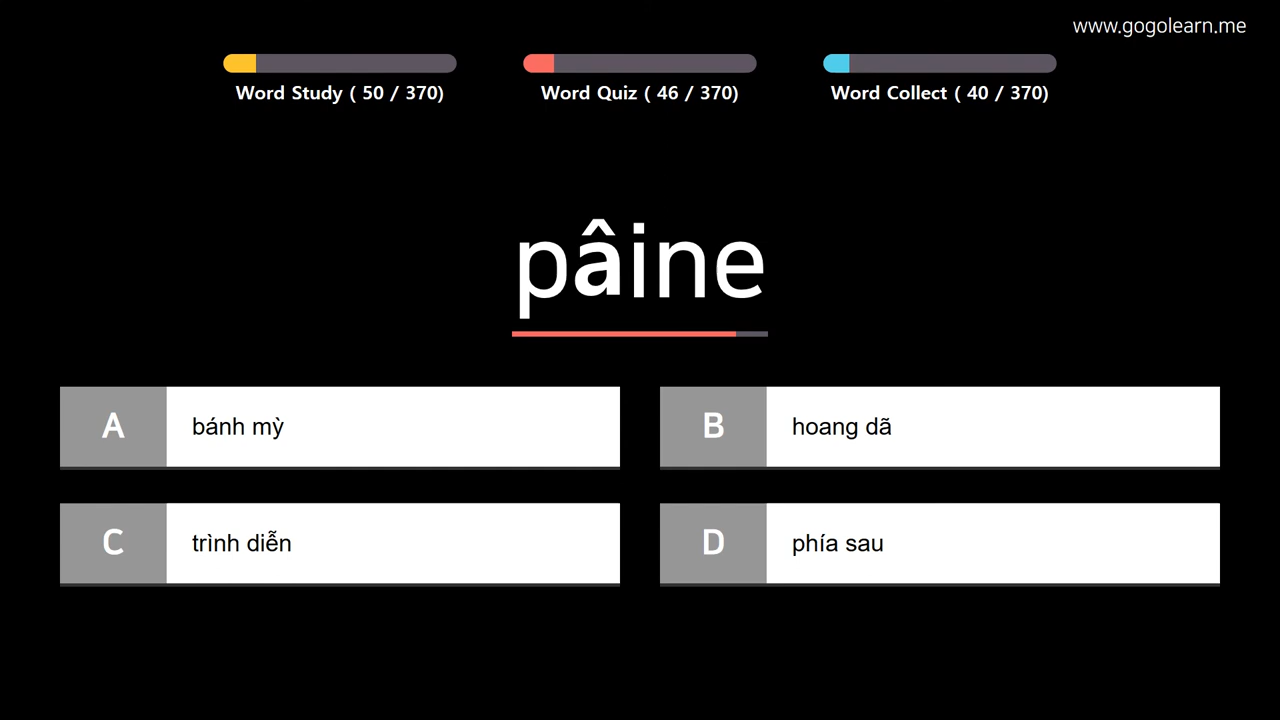 www.gogolearn.me
Word Study ( 50 / 370)
Word Quiz ( 46 / 370)
Word Collect ( 40 / 370)
pâine
A bánh mỳ
B hoang dã
C trình diễn
D phía sau